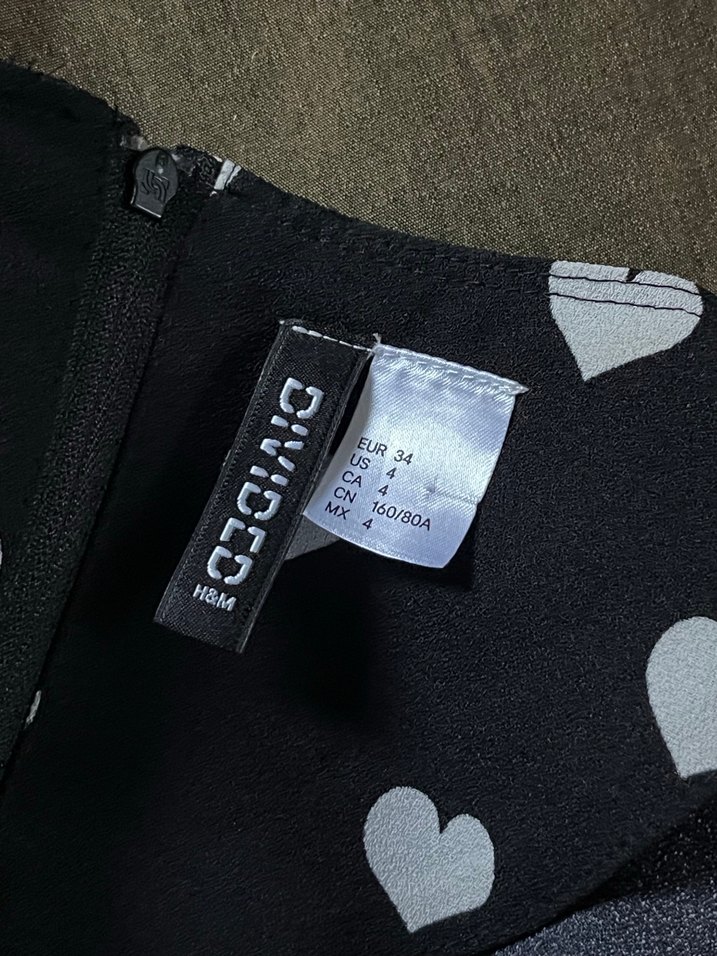 DIVIDED
H&M
EUR 34
US 4
CA 4
CN 160/80A
MX 4